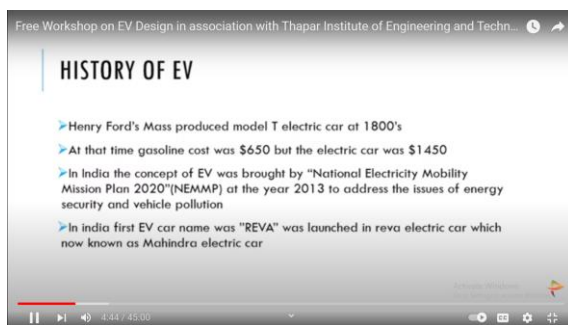 Free Workshop on EV Design in association with Thapar Institute of Engineering and Techn...
HISTORY OF EV
➢Henry Ford's Mass produced model T electric car at 1800's
➢At that time gasoline cost was $650 but the electric car was $1450
➢In India the concept of EV was brought by "National Electricity Mobility
Mission Plan 2020"(NEMMP) at the year 2013 to address the issues of energy
security and vehicle pollution
➢In india first EV car name was "REVA" was launched in reva electric car which
now known as Mahindra electric car
Activate Windows
4:44 / 45:00